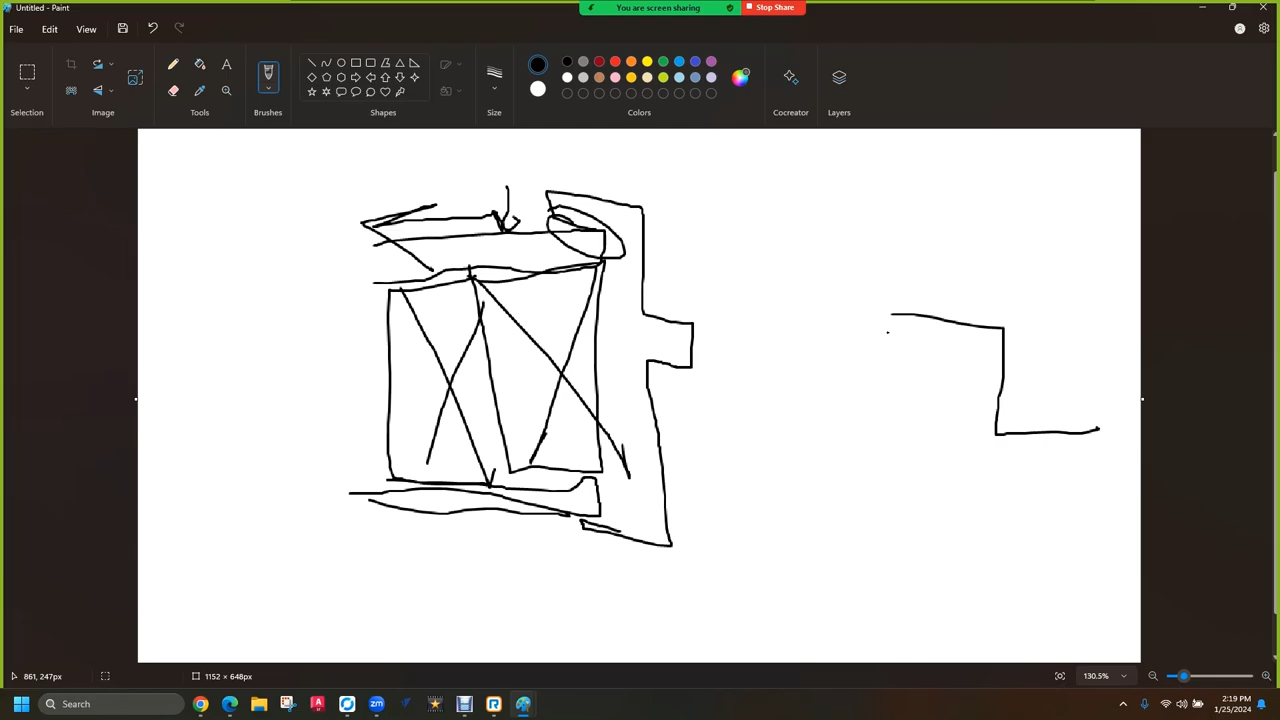 Untitled - Paint
You are screen sharing
Stop Share
File
Edit
View
Selection
Image
Tools
Brushes
Shapes
Size
Colors
Cocreator
Layers
861, 247px
1152 × 648px
130.5%
Search
2:19 PM
1/25/2024